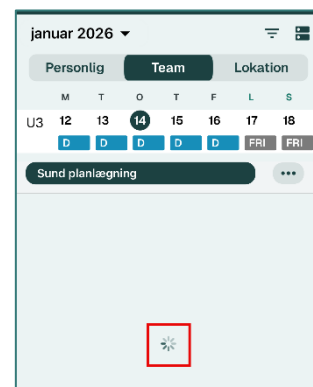 januar 2026
Personlig Team Lokation
M T O T F L S
U3 12 13 14 15 16 17 18
D D D D D FRI FRI
Sund planlægning